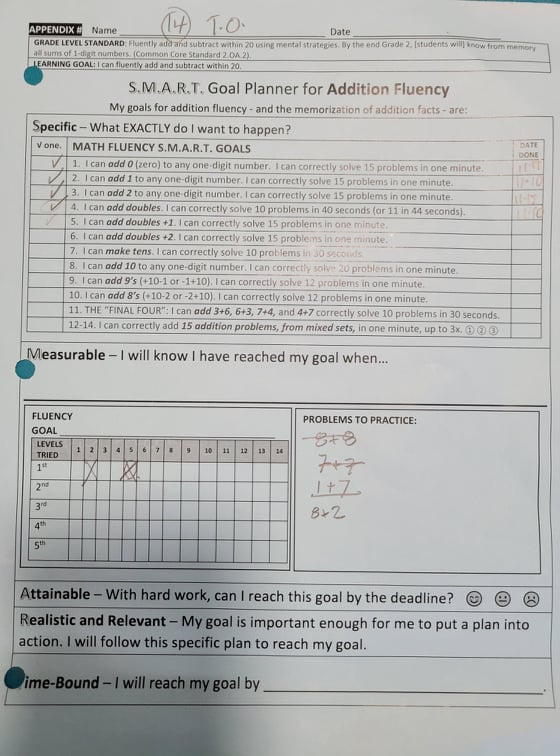 14 T.O.
APPENDIX # Name Date
GRADE LEVEL STANDARD: Fluently add and subtract within 20 using mental strategies. By the end Grade 2, [students will] know from memory
all sums of 1-digit numbers. (Common Core Standard 2.OA.2).
LEARNING GOAL: I can fluently add and subtract within 20.
S.M.A.R.T. Goal Planner for Addition Fluency
My goals for addition fluency - and the memorization of addition facts - are:
Specific – What EXACTLY do I want to happen?
√ one. MATH FLUENCY S.M.A.R.T. GOALS DATE DONE
✓ 1. I can add 0 (zero) to any one-digit number. I can correctly solve 15 problems in one minute.
✓ 2. I can add 1 to any one-digit number. I can correctly solve 15 problems in one minute. 11-10
✓ 3. I can add 2 to any one-digit number. I can correctly solve 15 problems in one minute.
✓ 4. I can add doubles. I can correctly solve 10 problems in 40 seconds (or 11 in 44 seconds).
5. I can add doubles +1. I can correctly solve 15 problems in one minute.
6. I can add doubles +2. I can correctly solve 15 problems in one minute.
7. I can make tens. I can correctly solve 10 problems in 30 seconds.
8. I can add 10 to any one-digit number. I can correctly solve 20 problems in one minute.
9. I can add 9's (+10-1 or -1+10). I can correctly solve 12 problems in one minute.
10. I can add 8's (+10-2 or -2+10). I can correctly solve 12 problems in one minute.
11. THE "FINAL FOUR": I can add 3+6, 6+3, 7+4, and 4+7 correctly solve 10 problems in 30 seconds.
12-14. I can correctly add 15 addition problems, from mixed sets, in one minute, up to 3x. ① ② ③
Measurable – I will know I have reached my goal when...
FLUENCY
GOAL
LEVELS TRIED 1 2 3 4 5 6 7 8 9 10 11 12 13 14
1st
2nd
3rd
4th
5th
PROBLEMS TO PRACTICE:
8+8
7+7
1+7
8+2
Attainable – With hard work, can I reach this goal by the deadline?
Realistic and Relevant – My goal is important enough for me to put a plan into
action. I will follow this specific plan to reach my goal.
ime-Bound – I will reach my goal by